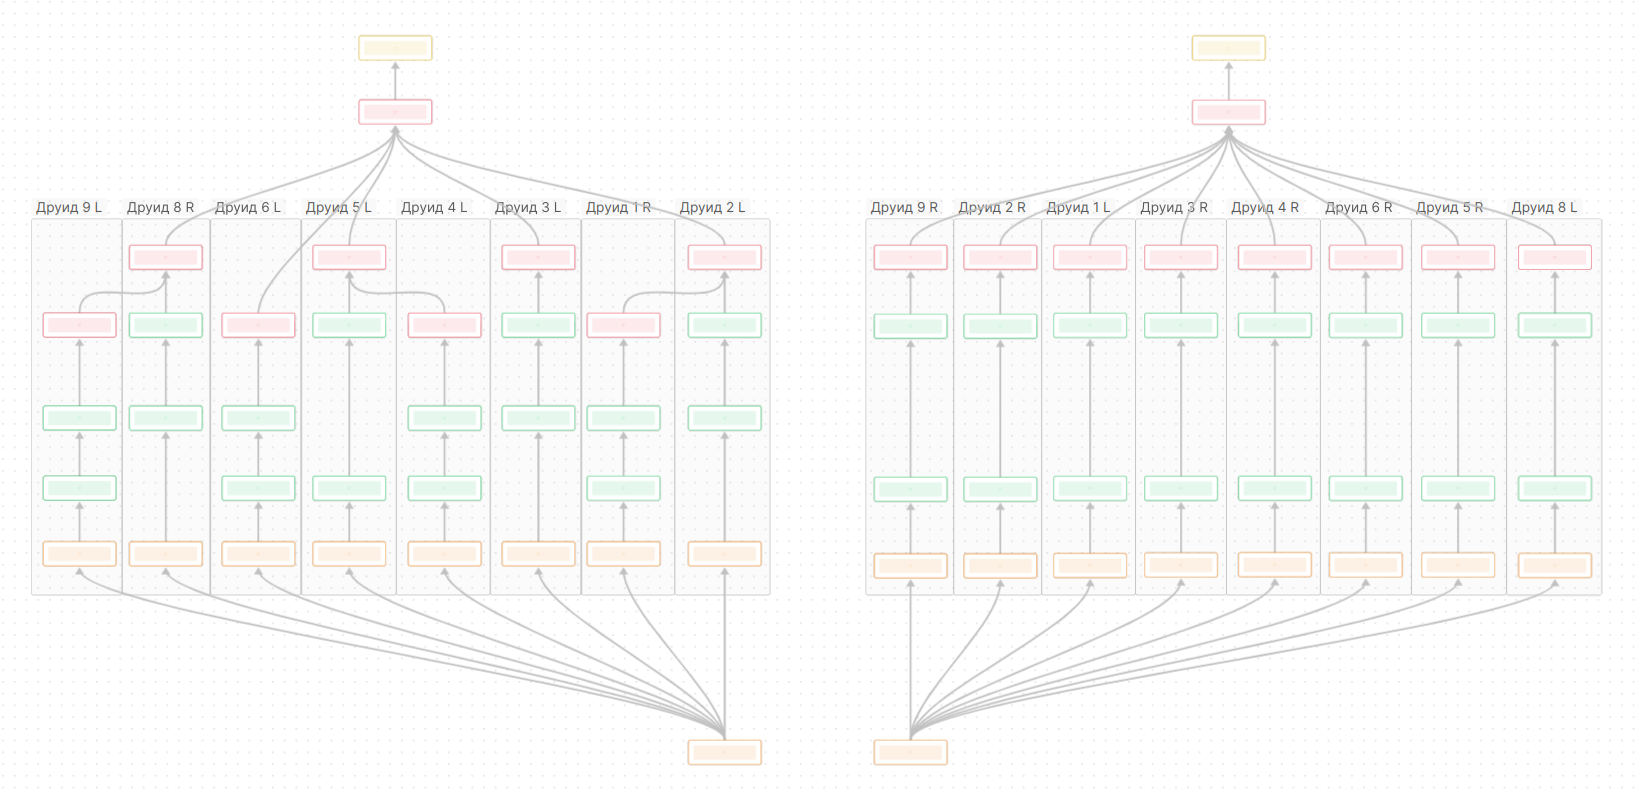 Друид 9 L
Друид 8 R
Друид 6 L
Друид 5 L
Друид 4 L
Друид 3 L
Друид 1 R
Друид 2 L
Друид 9 R
Друид 2 R
Друид 1 L
Друид 3 R
Друид 4 R
Друид 6 R
Друид 5 R
Друид 8 L